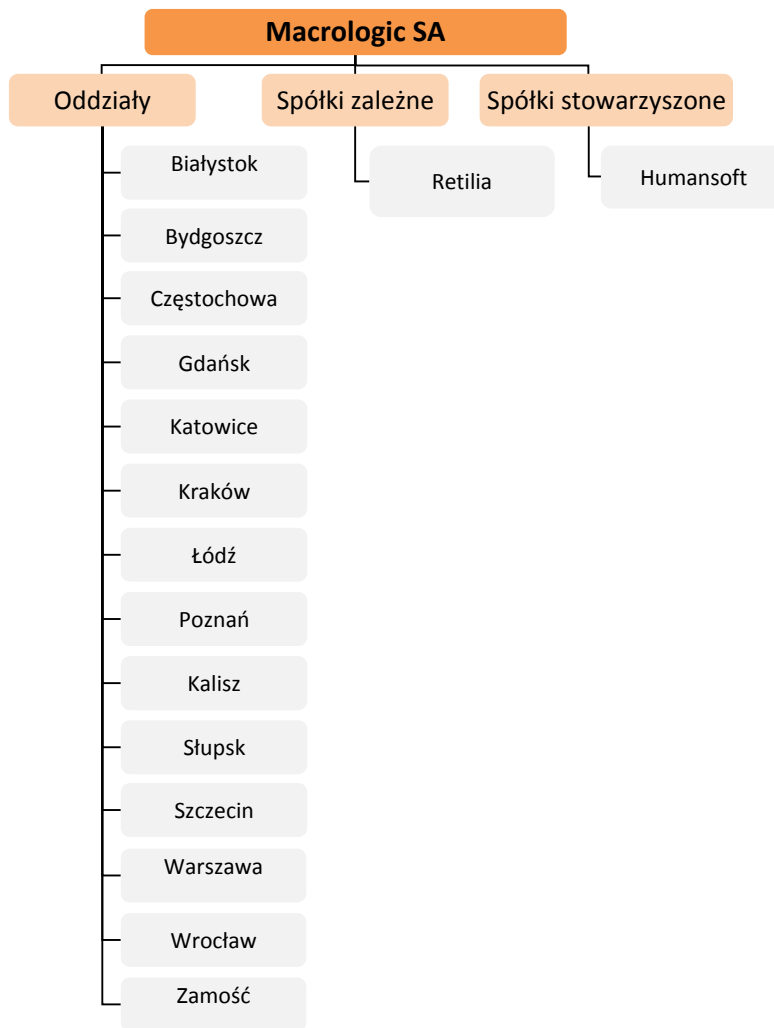 Macrologic SA
Oddziały
Spółki zależne
Spółki stowarzyszone
Białystok
Retilia
Humansoft
Bydgoszcz
Częstochowa
Gdańsk
Katowice
Kraków
Łódź
Poznań
Kalisz
Słupsk
Szczecin
Warszawa
Wrocław
Zamość